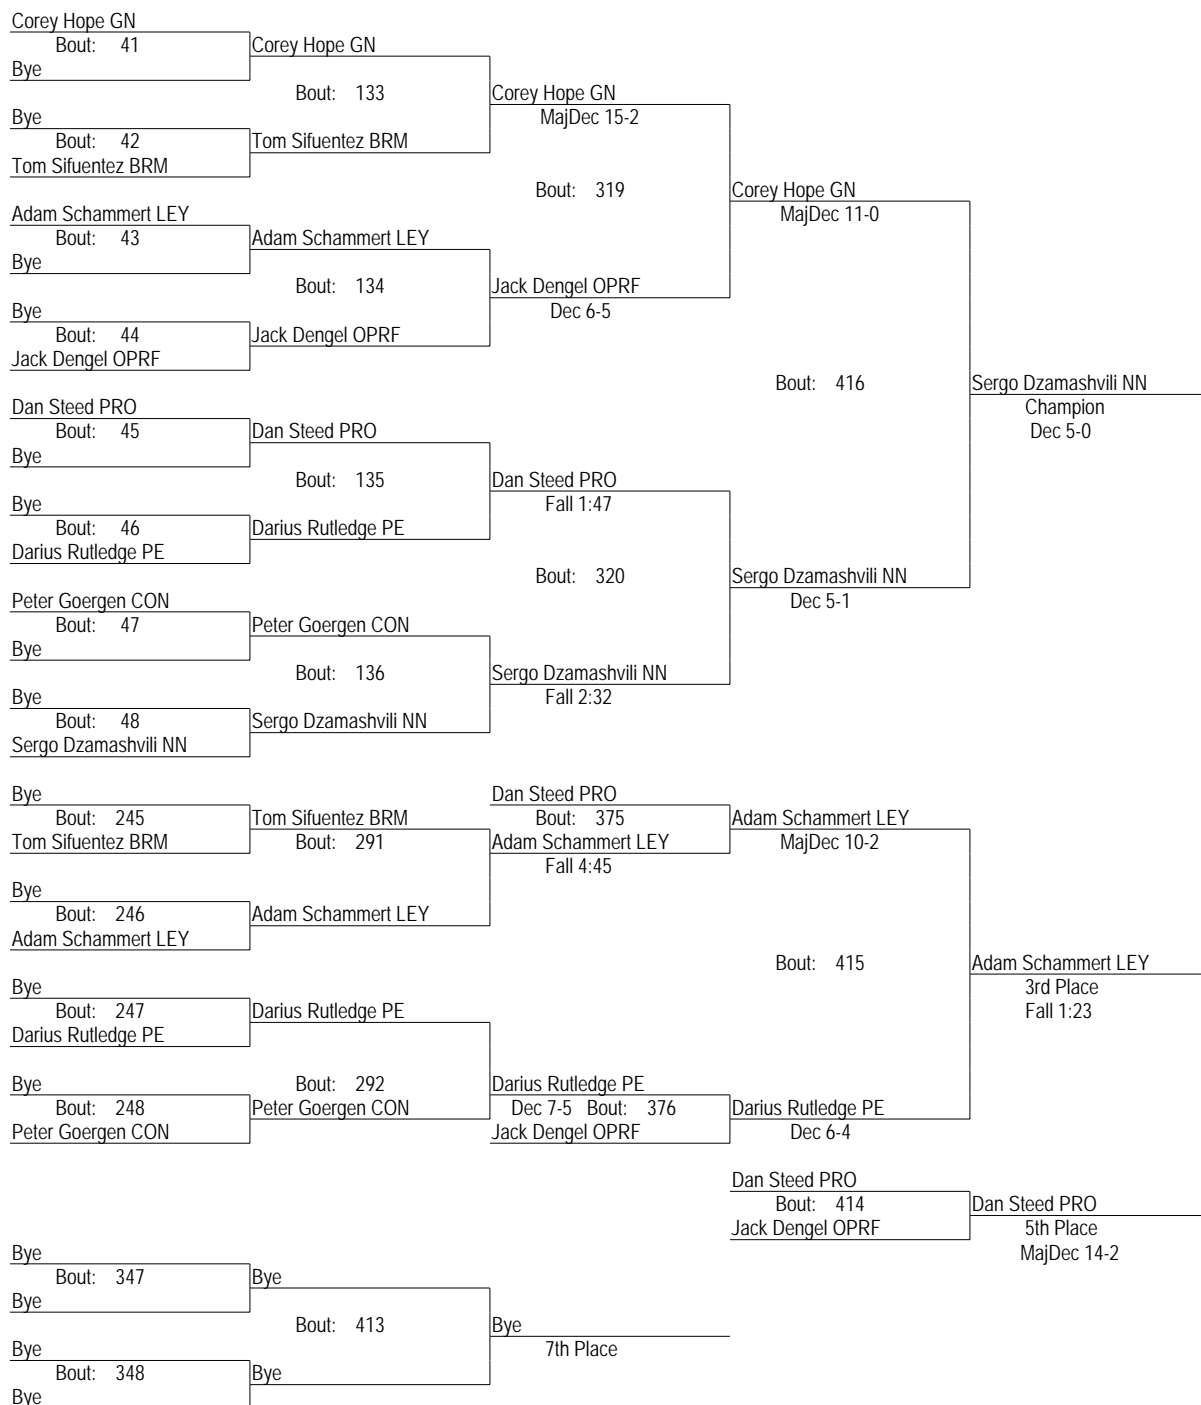 Corey Hope GN
Bout: 41
Corey Hope GN
Bye
Bout: 133
Corey Hope GN
MajDec 15-2
Bye
Bout: 42
Tom Sifuentez BRM
Tom Sifuentez BRM
Bout: 319
Corey Hope GN
MajDec 11-0
Adam Schammert LEY
Bout: 43
Adam Schammert LEY
Bye
Bout: 134
Jack Dengel OPRF
Dec 6-5
Bye
Bout: 44
Jack Dengel OPRF
Jack Dengel OPRF
Bout: 416
Sergo Dzamashvili NN
Champion
Dec 5-0
Dan Steed PRO
Bout: 45
Dan Steed PRO
Bye
Bout: 135
Dan Steed PRO
Fall 1:47
Bye
Bout: 46
Darius Rutledge PE
Darius Rutledge PE
Bout: 320
Sergo Dzamashvili NN
Dec 5-1
Peter Goergen CON
Bout: 47
Peter Goergen CON
Bye
Bout: 136
Sergo Dzamashvili NN
Fall 2:32
Bye
Bout: 48
Sergo Dzamashvili NN
Sergo Dzamashvili NN
Bye
Bout: 245
Tom Sifuentez BRM
Tom Sifuentez BRM
Bout: 291
Dan Steed PRO
Bout: 375
Adam Schammert LEY
Fall 4:45
Adam Schammert LEY
MajDec 10-2
Bye
Bout: 246
Adam Schammert LEY
Adam Schammert LEY
Bout: 415
Adam Schammert LEY
3rd Place
Fall 1:23
Bye
Bout: 247
Darius Rutledge PE
Darius Rutledge PE
Bye
Bout: 248
Peter Goergen CON
Bout: 292
Peter Goergen CON
Darius Rutledge PE
Dec 7-5 Bout: 376
Jack Dengel OPRF
Darius Rutledge PE
Dec 6-4
Dan Steed PRO
Bout: 414
Jack Dengel OPRF
Dan Steed PRO
5th Place
MajDec 14-2
Bye
Bout: 347
Bye
Bye
Bout: 413
Bye
7th Place
Bye
Bout: 348
Bye
Bye